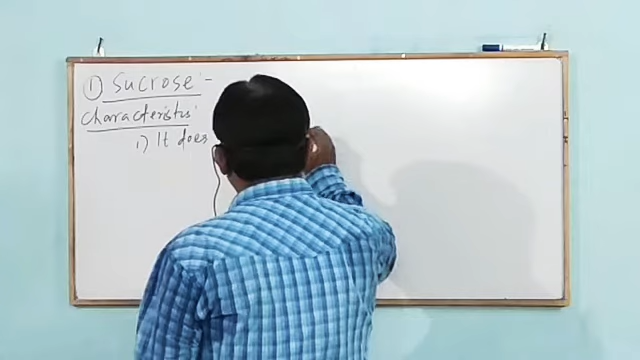 ① Sucrose :-
Characteristics :
i) It does